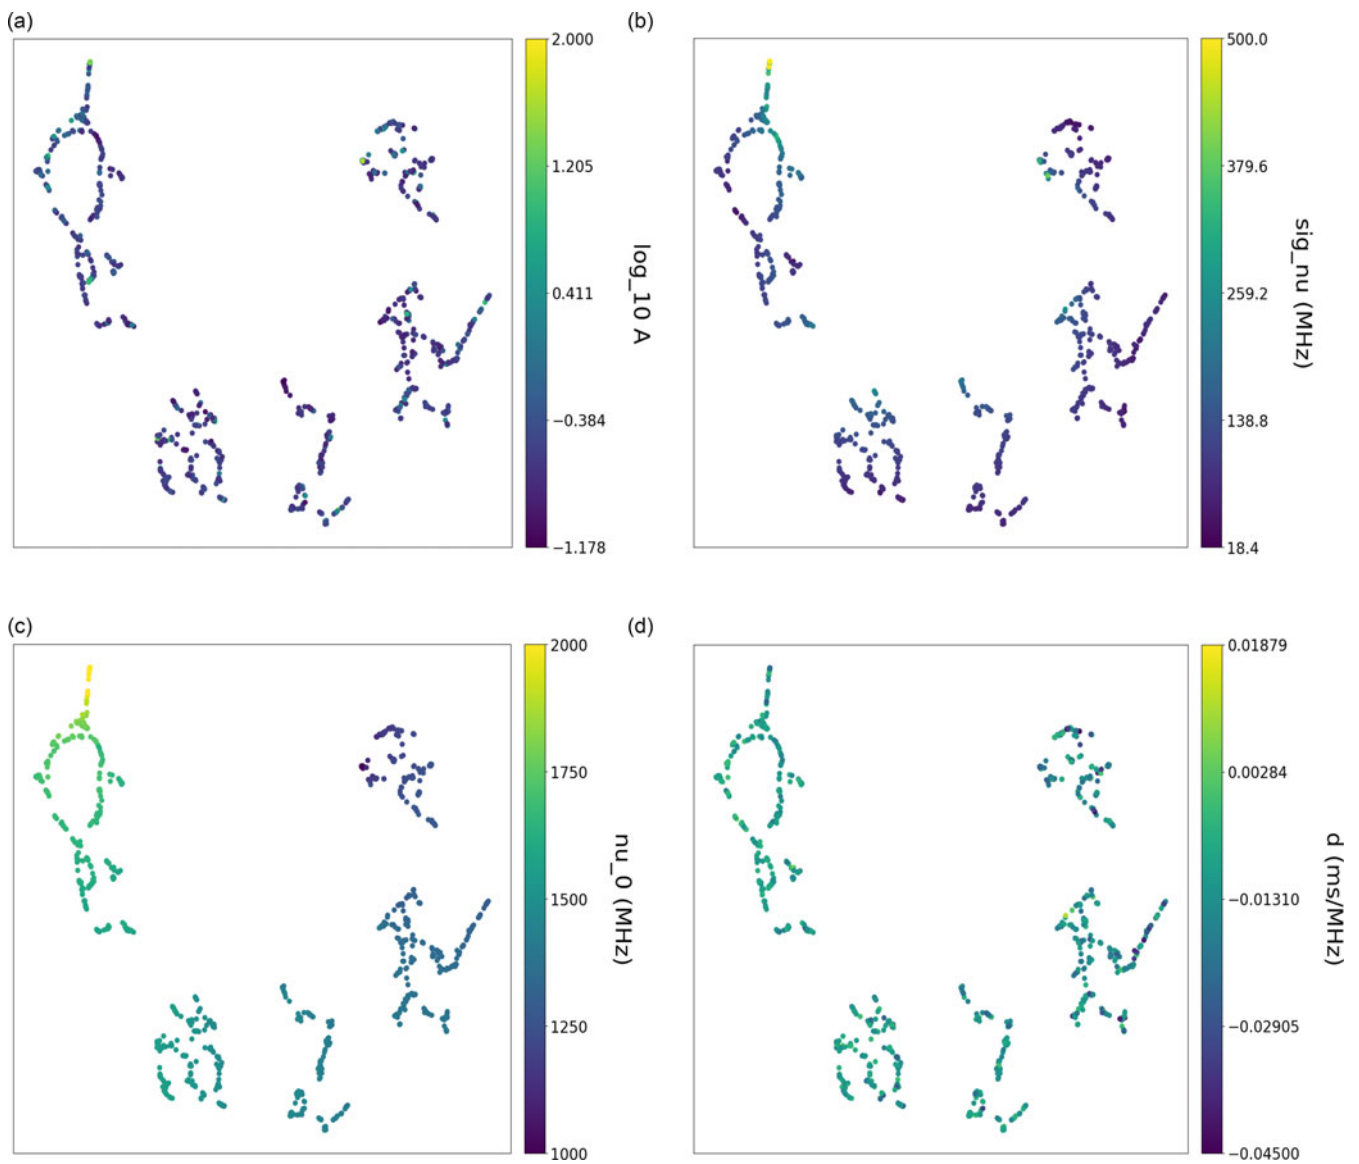 (a)
2.000
1.205
0.411
−0.384
−1.178
log_10 A
(b)
500.0
379.6
259.2
138.8
18.4
sig_nu (MHz)
(c)
2000
1750
1500
1250
1000
nu_0 (MHz)
(d)
0.01879
0.00284
−0.01310
−0.02905
−0.04500
d (ms/MHz)